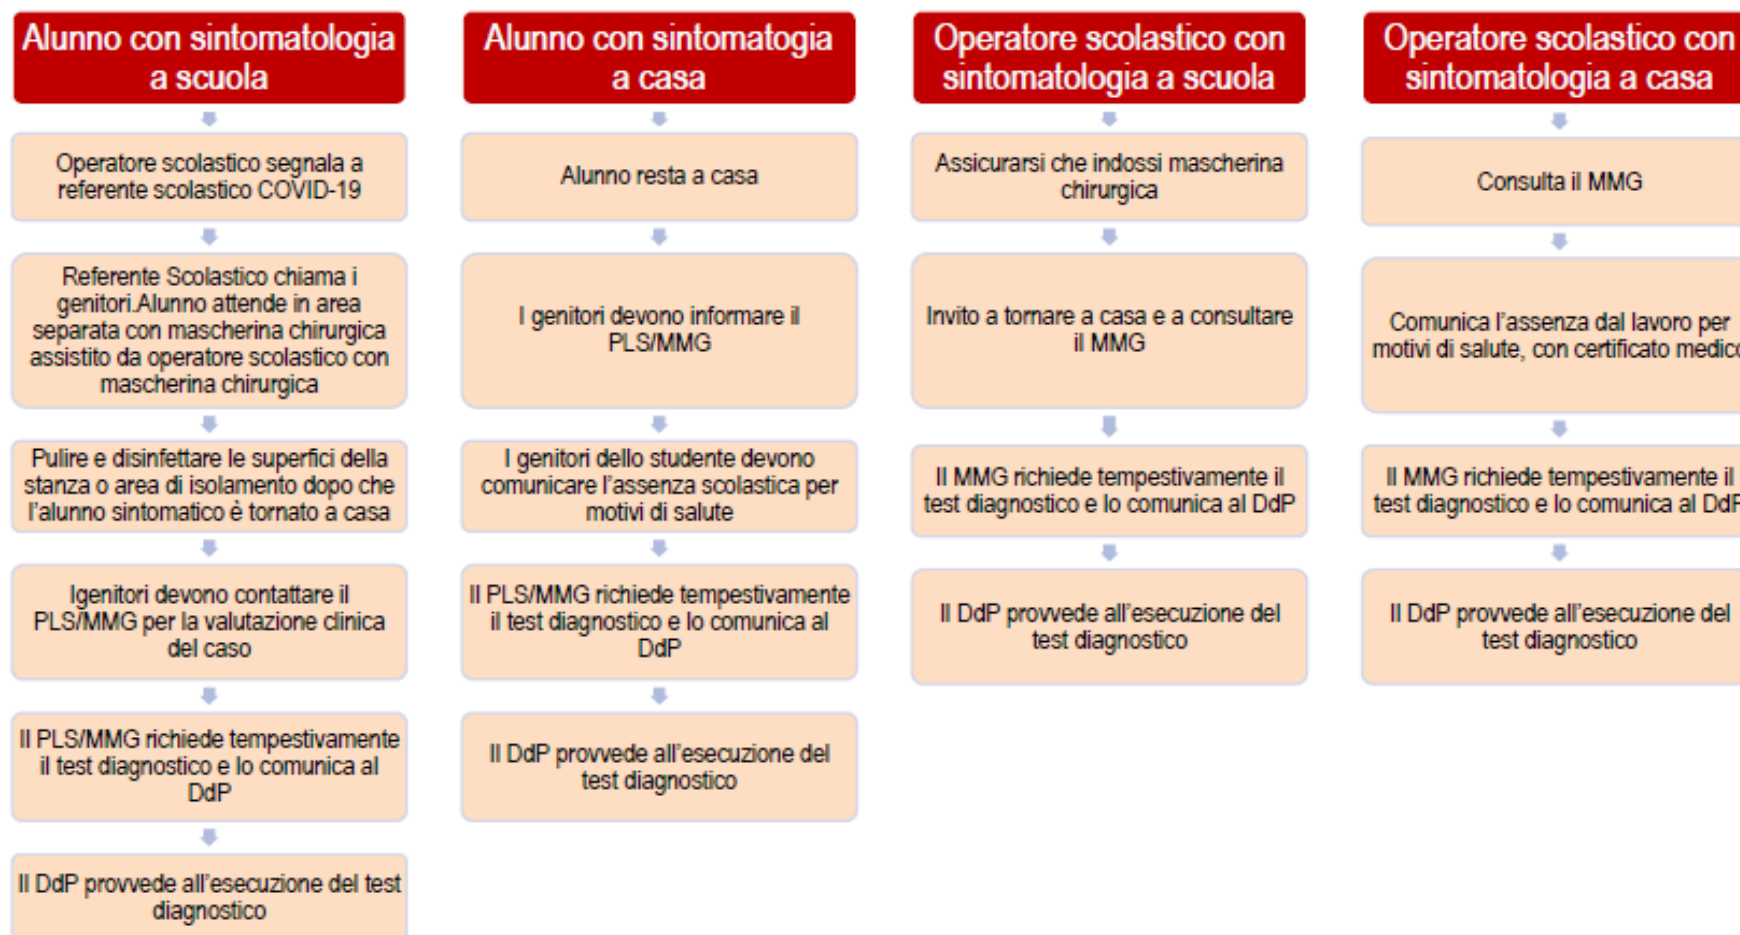 Alunno con sintomatologia
a scuola
Operatore scolastico segnala a
referente scolastico COVID-19
Referente Scolastico chiama i
genitori.Alunno attende in area
separata con mascherina chirurgica
assistito da operatore scolastico con
mascherina chirurgica
Pulire e disinfettare le superfici della
stanza o area di isolamento dopo che
l'alunno sintomatico è tornato a casa
Igenitori devono contattare il
PLS/MMG per la valutazione clinica
del caso
Il PLS/MMG richiede tempestivamente
il test diagnostico e lo comunica al
DdP
Il DdP provvede all'esecuzione del test
diagnostico
Alunno con sintomatogia
a casa
Alunno resta a casa
I genitori devono informare il
PLS/MMG
I genitori dello studente devono
comunicare l'assenza scolastica per
motivi di salute
Il PLS/MMG richiede tempestivamente
il test diagnostico e lo comunica al
DdP
Il DdP provvede all'esecuzione del
test diagnostico
Operatore scolastico con
sintomatologia a scuola
Assicurarsi che indossi mascherina
chirurgica
Invito a tornare a casa e a consultare
il MMG
Il MMG richiede tempestivamente il
test diagnostico e lo comunica al DdP
Il DdP provvede all'esecuzione del
test diagnostico
Operatore scolastico con
sintomatologia a casa
Consulta il MMG
Comunica l'assenza dal lavoro per
motivi di salute, con certificato medico
Il MMG richiede tempestivamente il
test diagnostico e lo comunica al DdP
Il DdP provvede all'esecuzione del
test diagnostico